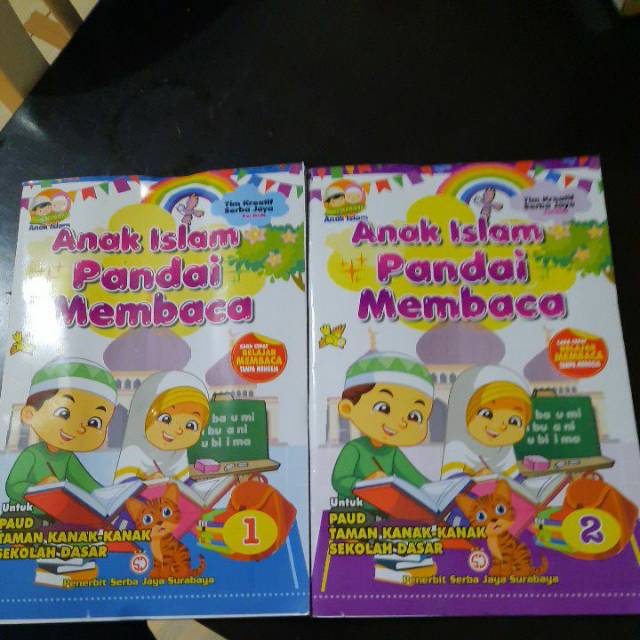 Anak Islam
Tim Kreatif
Serba Jaya
Anak Islam
Pandai
Membaca
CARA CEPAT
BELAJAR
MEMBACA
TANPA MENGEJA
ba u mi
bu a ni
u bi ma
Untuk
PAUD
TAMAN KANAK-KANAK
SEKOLAH DASAR
1
Penerbit Serba Jaya Surabaya
Anak Islam
Tim Kreatif
Serba Jaya
Anak Islam
Pandai
Membaca
CARA CEPAT
BELAJAR
MEMBACA
TANPA MENGEJA
ba u mi
bu a ni
u bi ma
Untuk
PAUD
TAMAN KANAK-KANAK
SEKOLAH DASAR
2
Penerbit Serba Jaya Surabaya